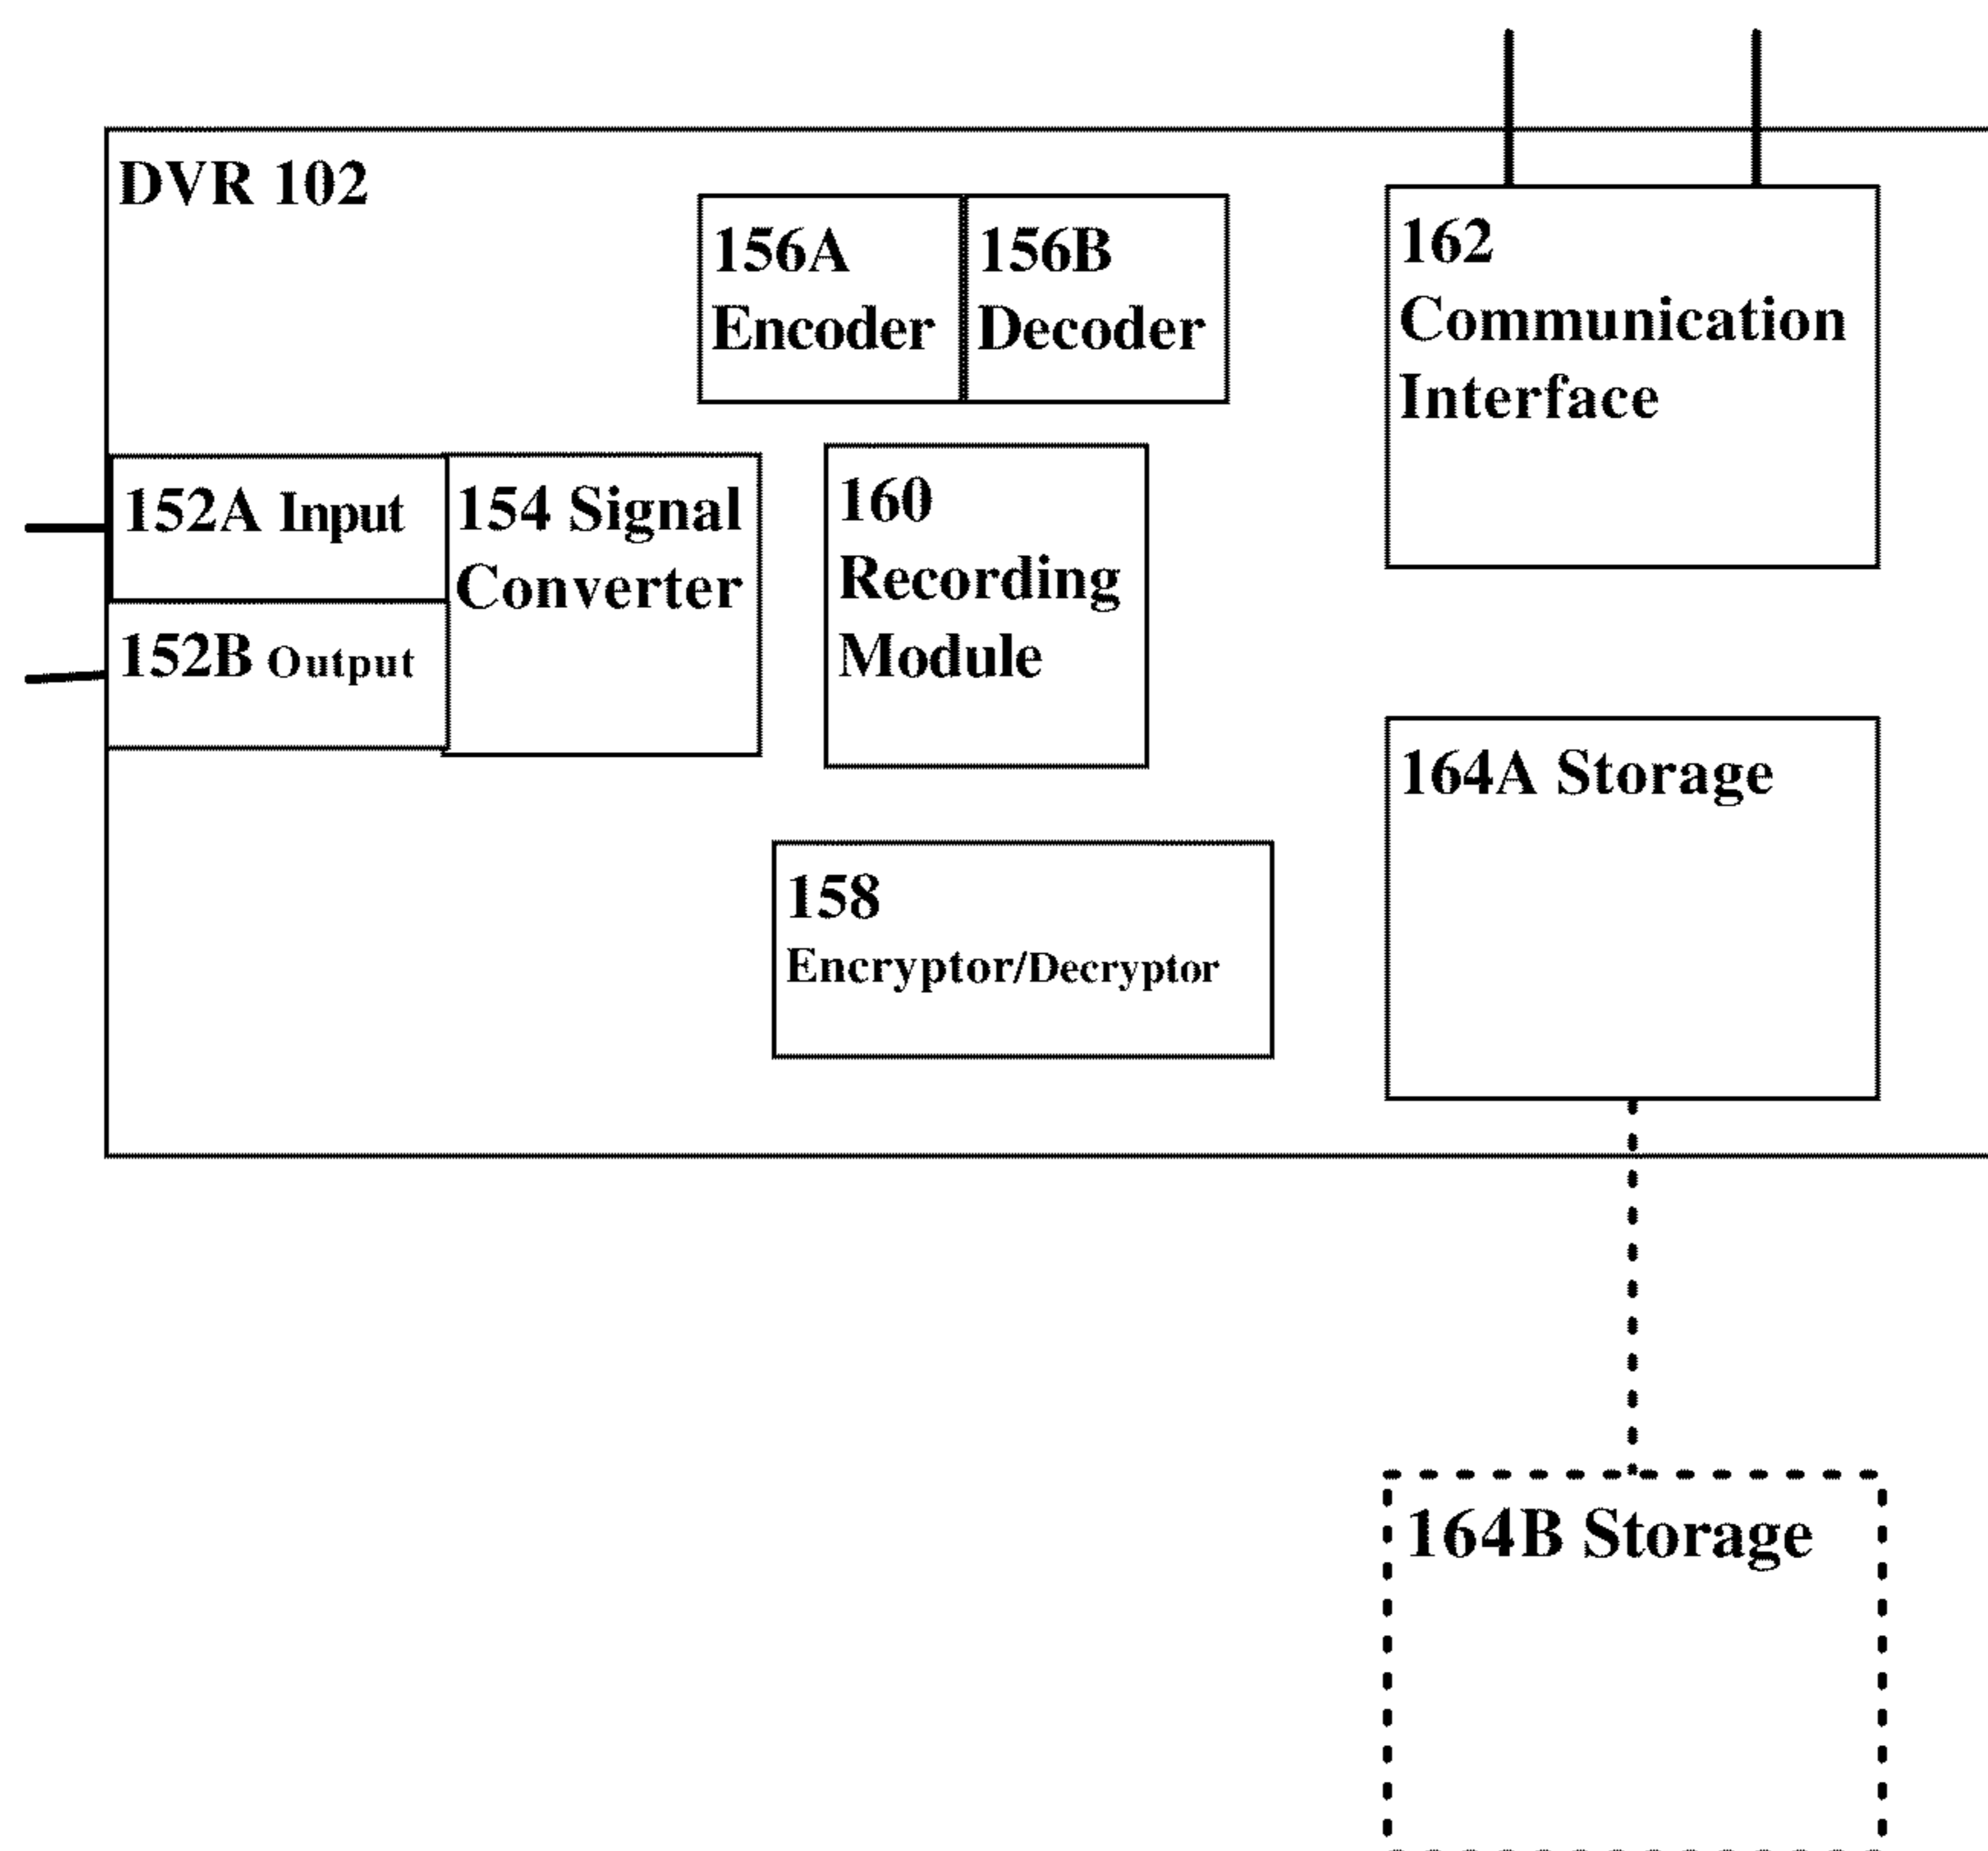 DVR 102
156A
Encoder
156B
Decoder
162
Communication
Interface
152A Input
154 Signal
Converter
152B Output
160
Recording
Module
164A Storage
158
Encryptor/Decryptor
164B Storage